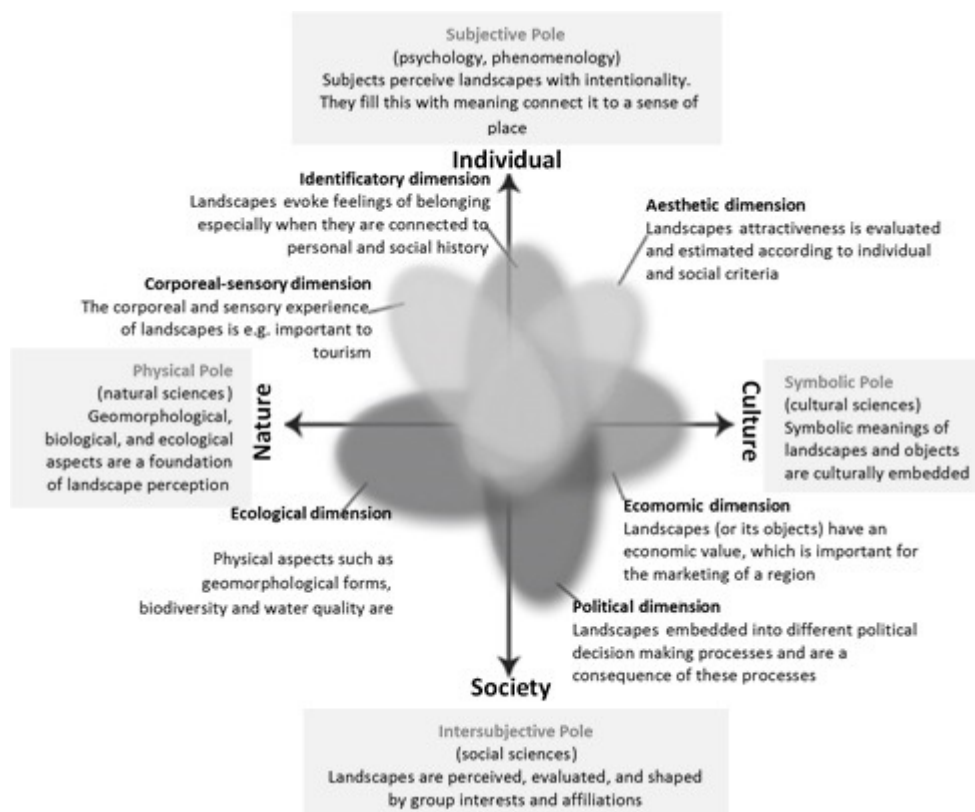 Subjective Pole
(psychology, phenomenology)
Subjects perceive landscapes with intentionality.
They fill this with meaning connect it to a sense of
place
Individual
Identificatory dimension
Landscapes evoke feelings of belonging
especially when they are connected to
personal and social history
Aesthetic dimension
Landscapes attractiveness is evaluated
and estimated according to individual
and social criteria
Corporeal-sensory dimension
The corporeal and sensory experience
of landscapes is e.g. important to
tourism
Physical Pole
(natural sciences)
Geomorphological,
biological, and ecological
aspects are a foundation
of landscape perception
Nature
Culture
Symbolic Pole
(cultural sciences)
Symbolic meanings of
landscapes and objects
are culturally embedded
Ecological dimension
Physical aspects such as
geomorphological forms,
biodiversity and water quality are
Ecomomic dimension
Landscapes (or its objects) have an
economic value, which is important for
the marketing of a region
Political dimension
Landscapes embedded into different political
decision making processes and are a
consequence of these processes
Society
Intersubjective Pole
(social sciences)
Landscapes are perceived, evaluated, and shaped
by group interests and affiliations